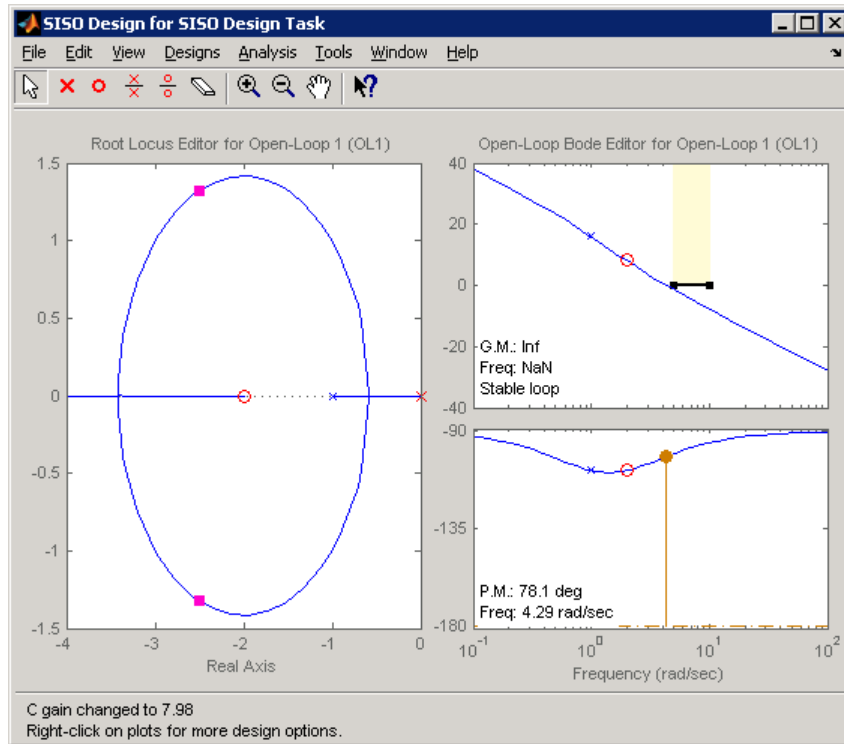 SISO Design for SISO Design Task
File Edit View Designs Analysis Tools Window Help
Root Locus Editor for Open-Loop 1 (OL1)
1.5
1
0.5
0
-0.5
-1
-1.5
-4 -3 -2 -1 0
Real Axis
Open-Loop Bode Editor for Open-Loop 1 (OL1)
40
20
0
-20
-40
G.M.: Inf
Freq: NaN
Stable loop
-90
-135
-180
P.M.: 78.1 deg
Freq: 4.29 rad/sec
10^-1 10^0 10^1 10^2
Frequency (rad/sec)
C gain changed to 7.98
Right-click on plots for more design options.